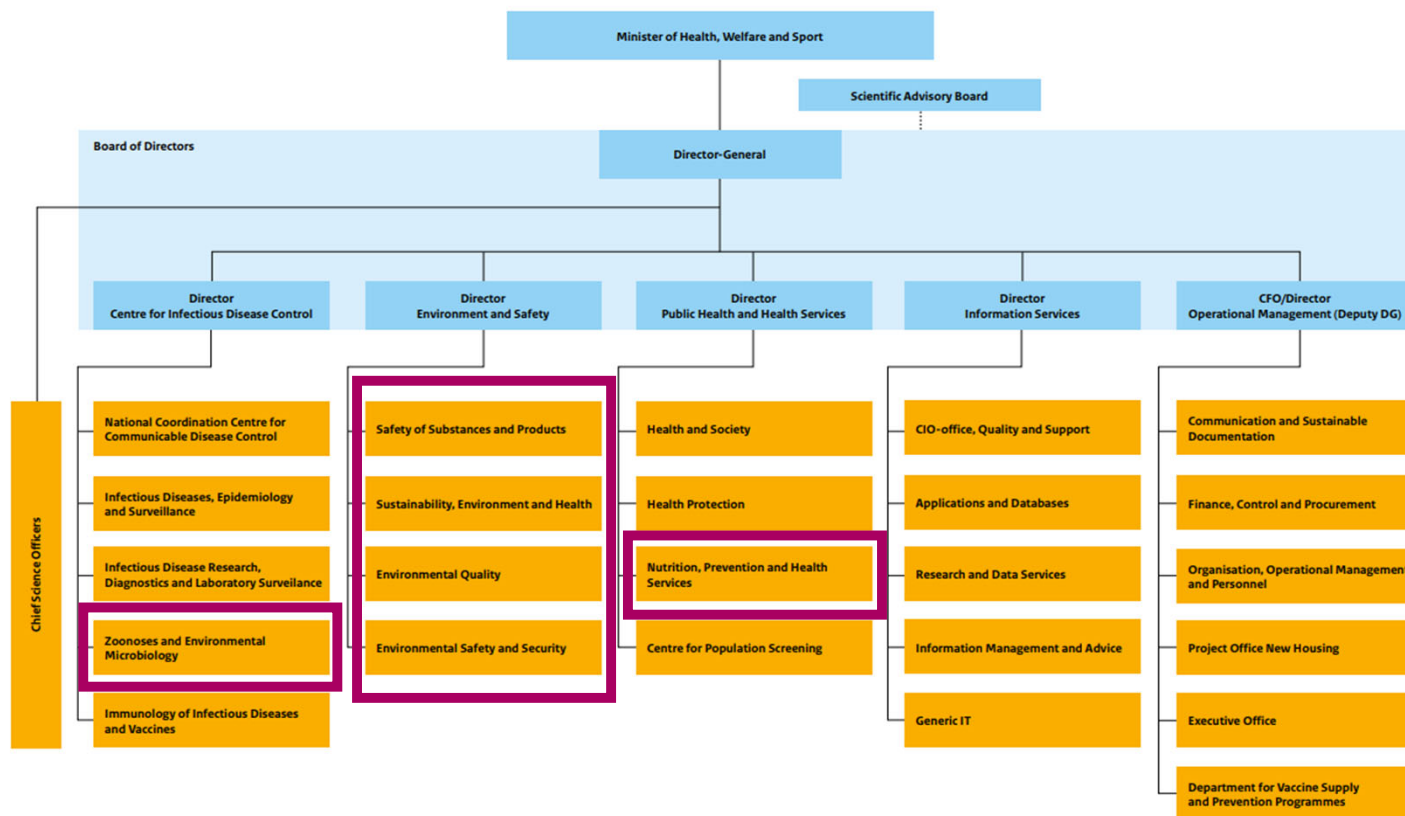 Minister of Health, Welfare and Sport
Scientific Advisory Board
Board of Directors
Director-General
Director
Centre for Infectious Disease Control
Director
Environment and Safety
Director
Public Health and Health Services
Director
Information Services
CFO/Director
Operational Management (Deputy DG)
Chief Science Officers
National Coordination Centre for
Communicable Disease Control
Infectious Diseases, Epidemiology
and Surveillance
Infectious Disease Research,
Diagnostics and Laboratory Surveilance
Zoonoses and Environmental
Microbiology
Immunology of Infectious Diseases
and Vaccines
Safety of Substances and Products
Sustainability, Environment and Health
Environmental Quality
Environmental Safety and Security
Health and Society
Health Protection
Nutrition, Prevention and Health
Services
Centre for Population Screening
CIO-office, Quality and Support
Applications and Databases
Research and Data Services
Information Management and Advice
Generic IT
Communication and Sustainable
Documentation
Finance, Control and Procurement
Organisation, Operational Management
and Personnel
Project Office New Housing
Executive Office
Department for Vaccine Supply
and Prevention Programmes